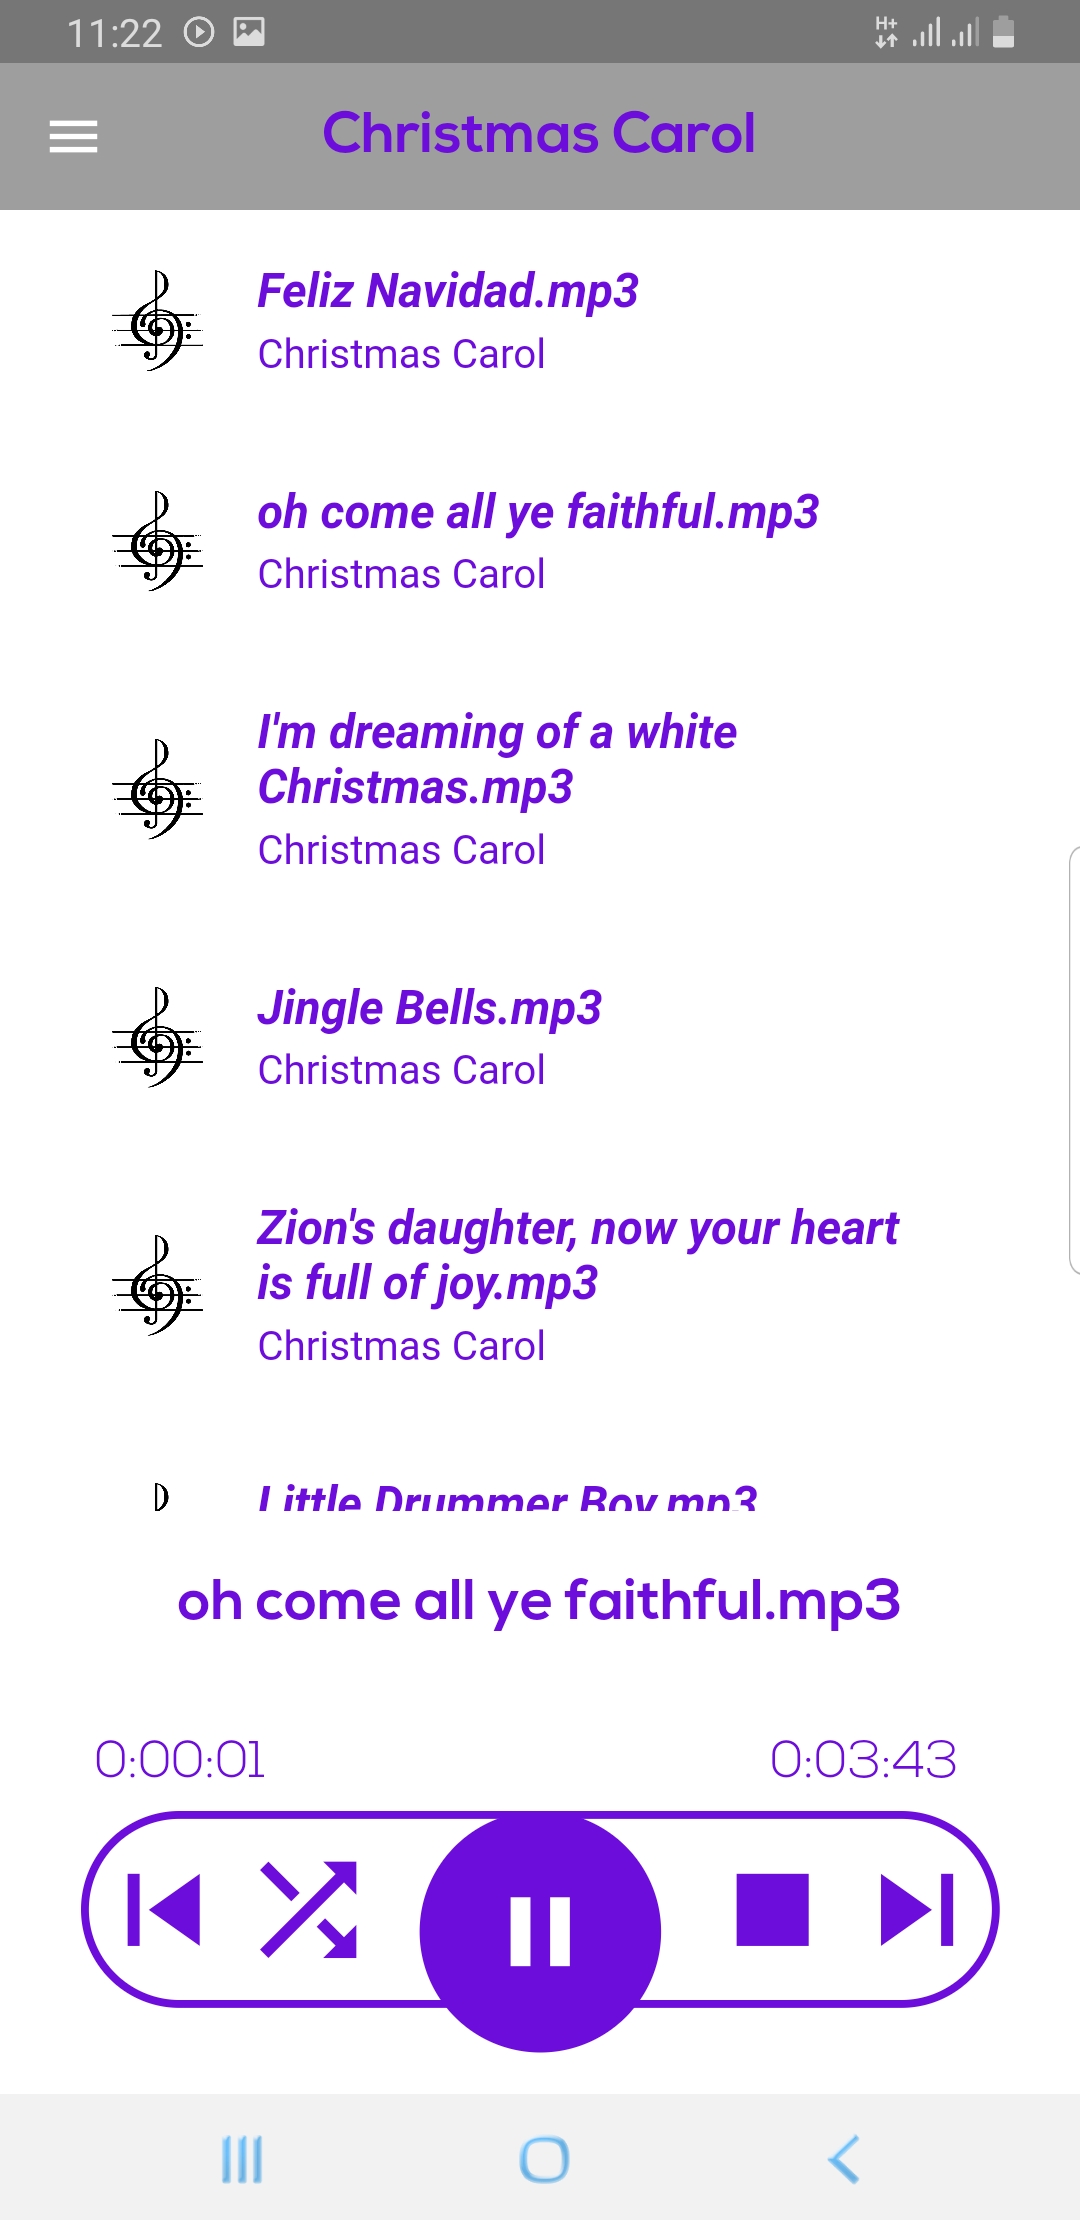 11:22
H+
Christmas Carol
Feliz Navidad.mp3
Christmas Carol
oh come all ye faithful.mp3
Christmas Carol
I'm dreaming of a white
Christmas.mp3
Christmas Carol
Jingle Bells.mp3
Christmas Carol
Zion's daughter, now your heart
is full of joy.mp3
Christmas Carol
Little Drummer Boy.mp3
oh come all ye faithful.mp3
0:00:01
0:03:43